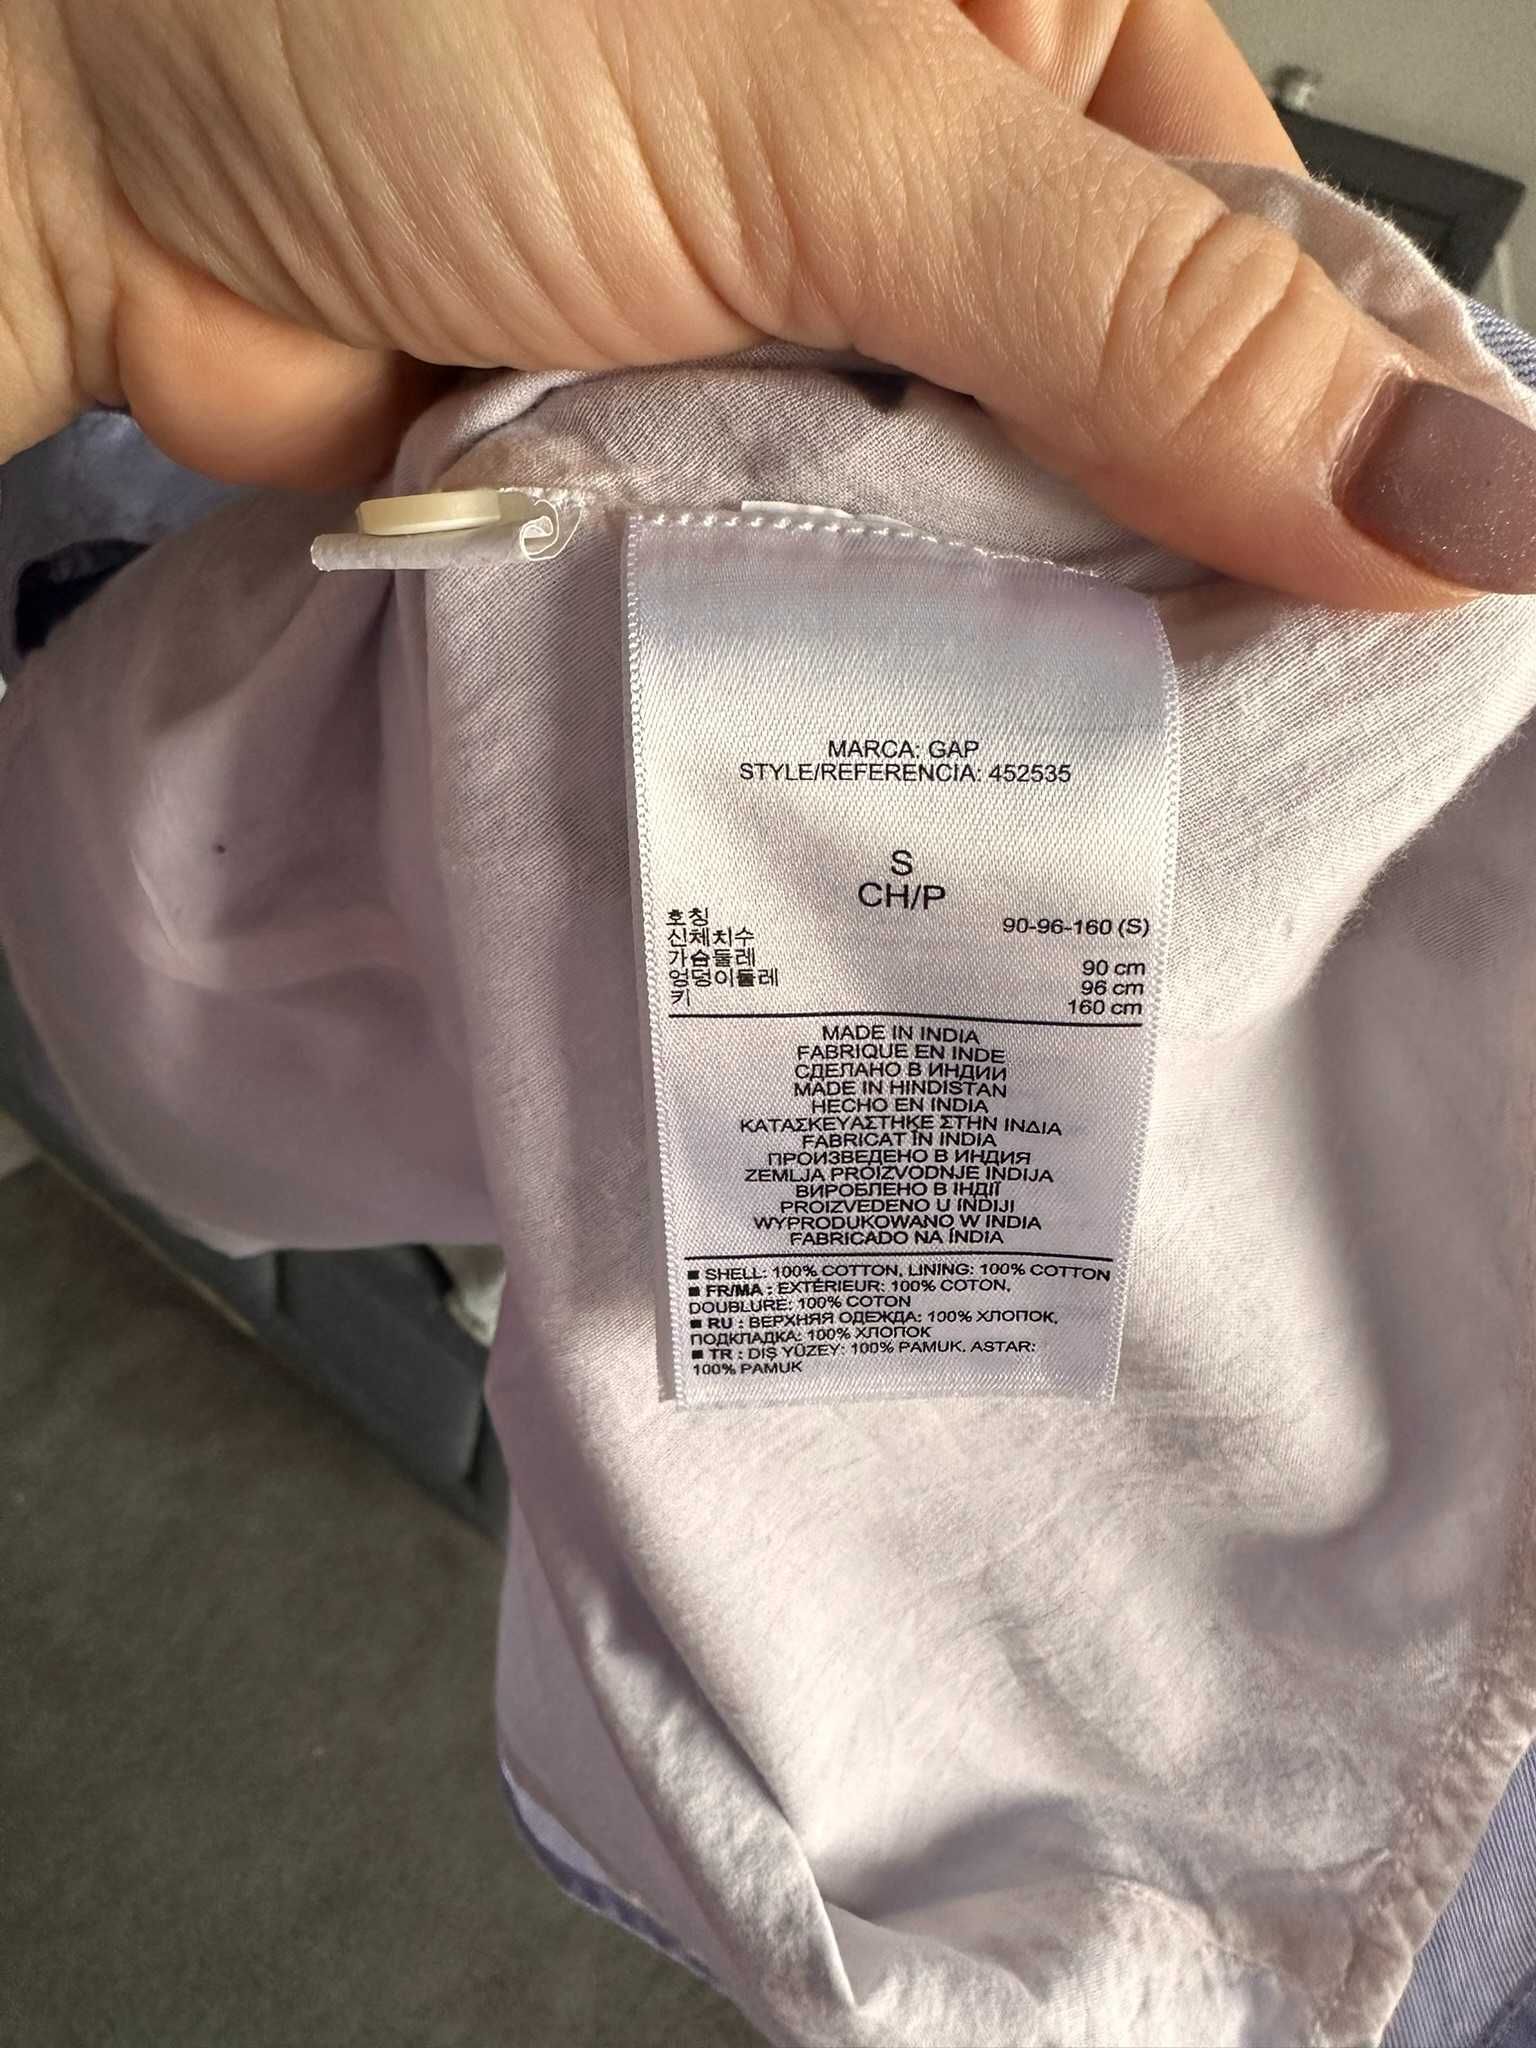 MARCA: GAP
STYLE/REFERENCIA: 452535
S
CH/P
호칭 90-96-160 (S)
신체치수
가슴둘레 90 cm
엉덩이둘레 96 cm
키 160 cm
MADE IN INDIA
FABRIQUE EN INDE
СДЕЛАНО В ИНДИИ
MADE IN HINDISTAN
HECHO EN INDIA
ΚΑΤΑΣΚΕΥΑΣΤΗΚΕ ΣΤΗΝ ΙΝΔΙΑ
FABRICAT ÎN INDIA
ПРОИЗВЕДЕНО В ИНДИЯ
ZEMLJA PROIZVODNJE INDIJA
ВИРОБЛЕНО В ІНДІЇ
PROIZVEDENO U INDIJI
WYPRODUKOWANO W INDIA
FABRICADO NA ÍNDIA
■ SHELL: 100% COTTON, LINING: 100% COTTON
■ FR/MA : EXTÉRIEUR: 100% COTON,
DOUBLURE: 100% COTON
■ RU : ВЕРХНЯЯ ОДЕЖДА: 100% ХЛОПОК,
ПОДКЛАДКА: 100% ХЛОПОК
■ TR : DIŞ YÜZEY: 100% PAMUK, ASTAR:
100% PAMUK